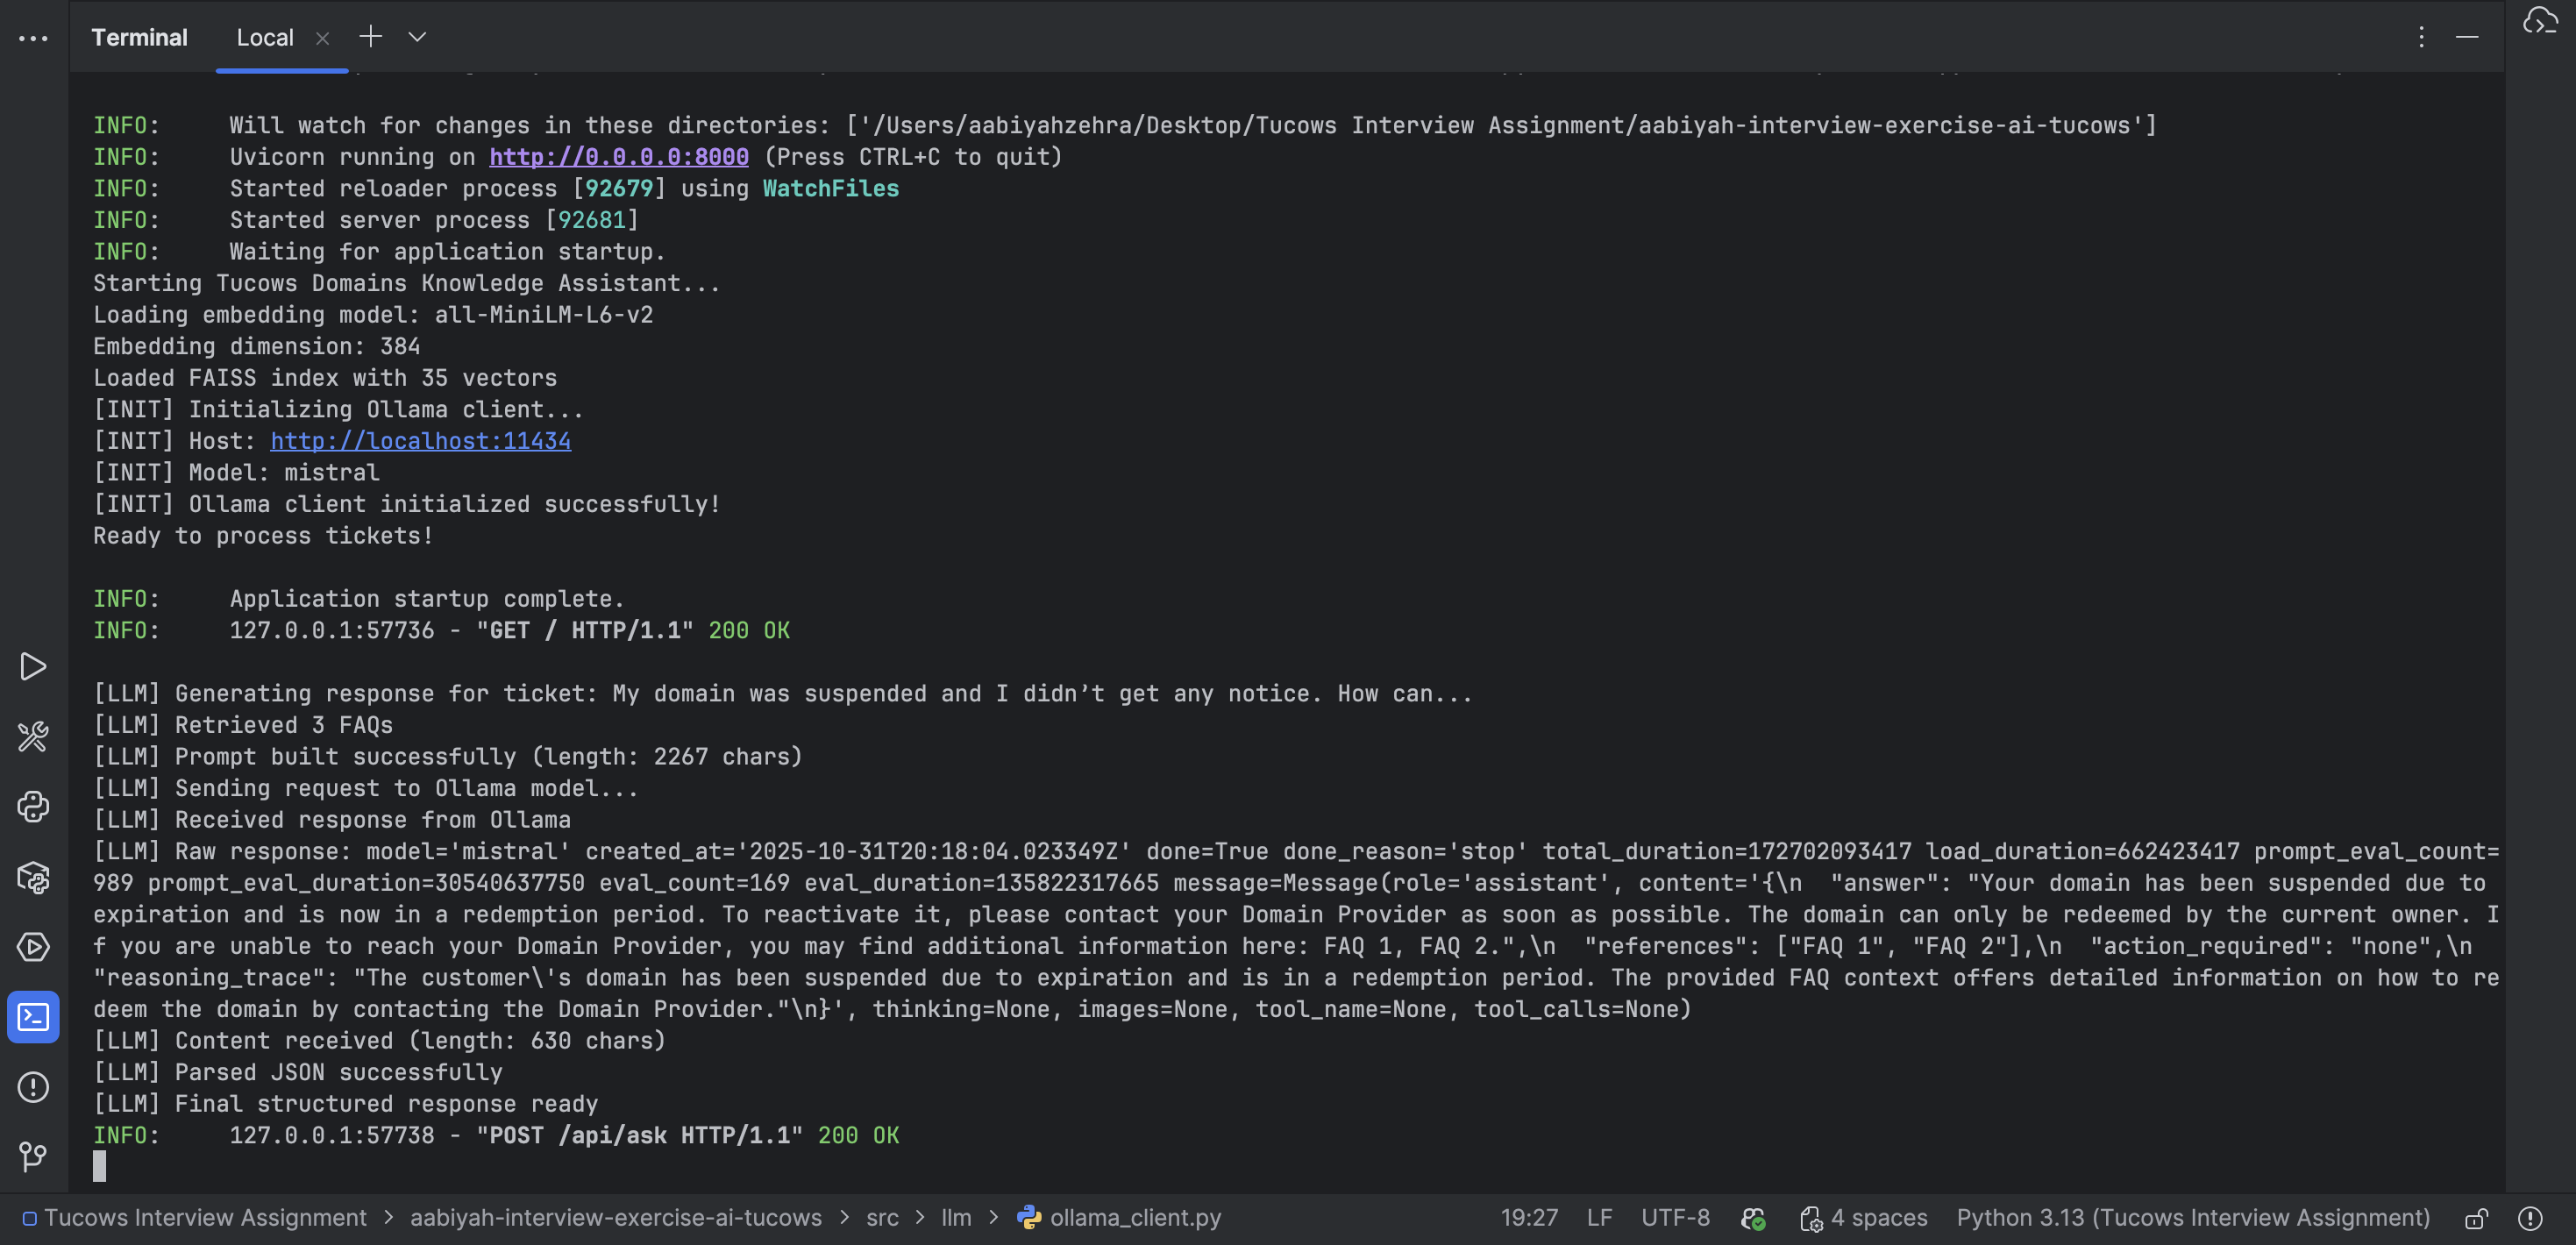 Terminal Local
INFO: Will watch for changes in these directories: ['/Users/aabiyahzehra/Desktop/Tucows Interview Assignment/aabiyah-interview-exercise-ai-tucows']
INFO: Uvicorn running on http://0.0.0.0:8000 (Press CTRL+C to quit)
INFO: Started reloader process [92679] using WatchFiles
INFO: Started server process [92681]
INFO: Waiting for application startup.
Starting Tucows Domains Knowledge Assistant...
Loading embedding model: all-MiniLM-L6-v2
Embedding dimension: 384
Loaded FAISS index with 35 vectors
[INIT] Initializing Ollama client...
[INIT] Host: http://localhost:11434
[INIT] Model: mistral
[INIT] Ollama client initialized successfully!
Ready to process tickets!
INFO: Application startup complete.
INFO: 127.0.0.1:57736 - "GET / HTTP/1.1" 200 OK
[LLM] Generating response for ticket: My domain was suspended and I didn’t get any notice. How can...
[LLM] Retrieved 3 FAQs
[LLM] Prompt built successfully (length: 2267 chars)
[LLM] Sending request to Ollama model...
[LLM] Received response from Ollama
[LLM] Raw response: model='mistral' created_at='2025-10-31T20:18:04.023349Z' done=True done_reason='stop' total_duration=172702093417 load_duration=662423417 prompt_eval_count=
989 prompt_eval_duration=30540637750 eval_count=169 eval_duration=135822317665 message=Message(role='assistant', content='{\n  "answer": "Your domain has been suspended due to
expiration and is now in a redemption period. To reactivate it, please contact your Domain Provider as soon as possible. The domain can only be redeemed by the current owner. I
f you are unable to reach your Domain Provider, you may find additional information here: FAQ 1, FAQ 2.",\n  "references": ["FAQ 1", "FAQ 2"],\n  "action_required": "none",\n
"reasoning_trace": "The customer\'s domain has been suspended due to expiration and is in a redemption period. The provided FAQ context offers detailed information on how to re
deem the domain by contacting the Domain Provider."\n}', thinking=None, images=None, tool_name=None, tool_calls=None)
[LLM] Content received (length: 630 chars)
[LLM] Parsed JSON successfully
[LLM] Final structured response ready
INFO: 127.0.0.1:57738 - "POST /api/ask HTTP/1.1" 200 OK
Tucows Interview Assignment > aabiyah-interview-exercise-ai-tucows > src > llm > ollama_client.py 19:27 LF UTF-8 4 spaces Python 3.13 (Tucows Interview Assignment)